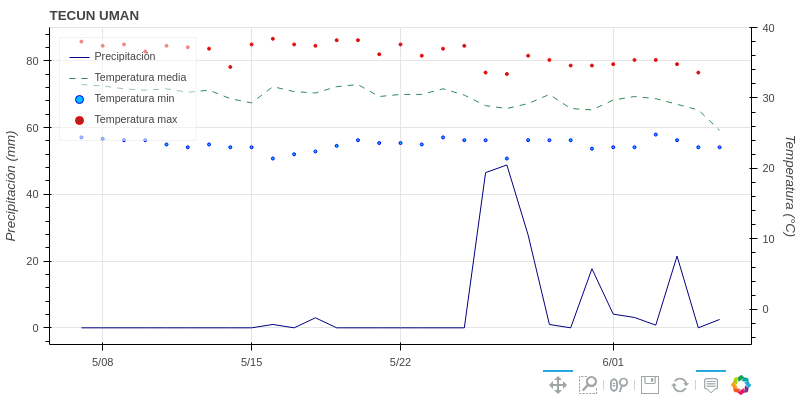 TECUN UMAN
Precipitación
Temperatura media
Temperatura min
Temperatura max
Precipitación (mm)
80
60
40
20
0
Temperatura (°C)
40
30
20
10
0
5/08
5/15
5/22
6/01